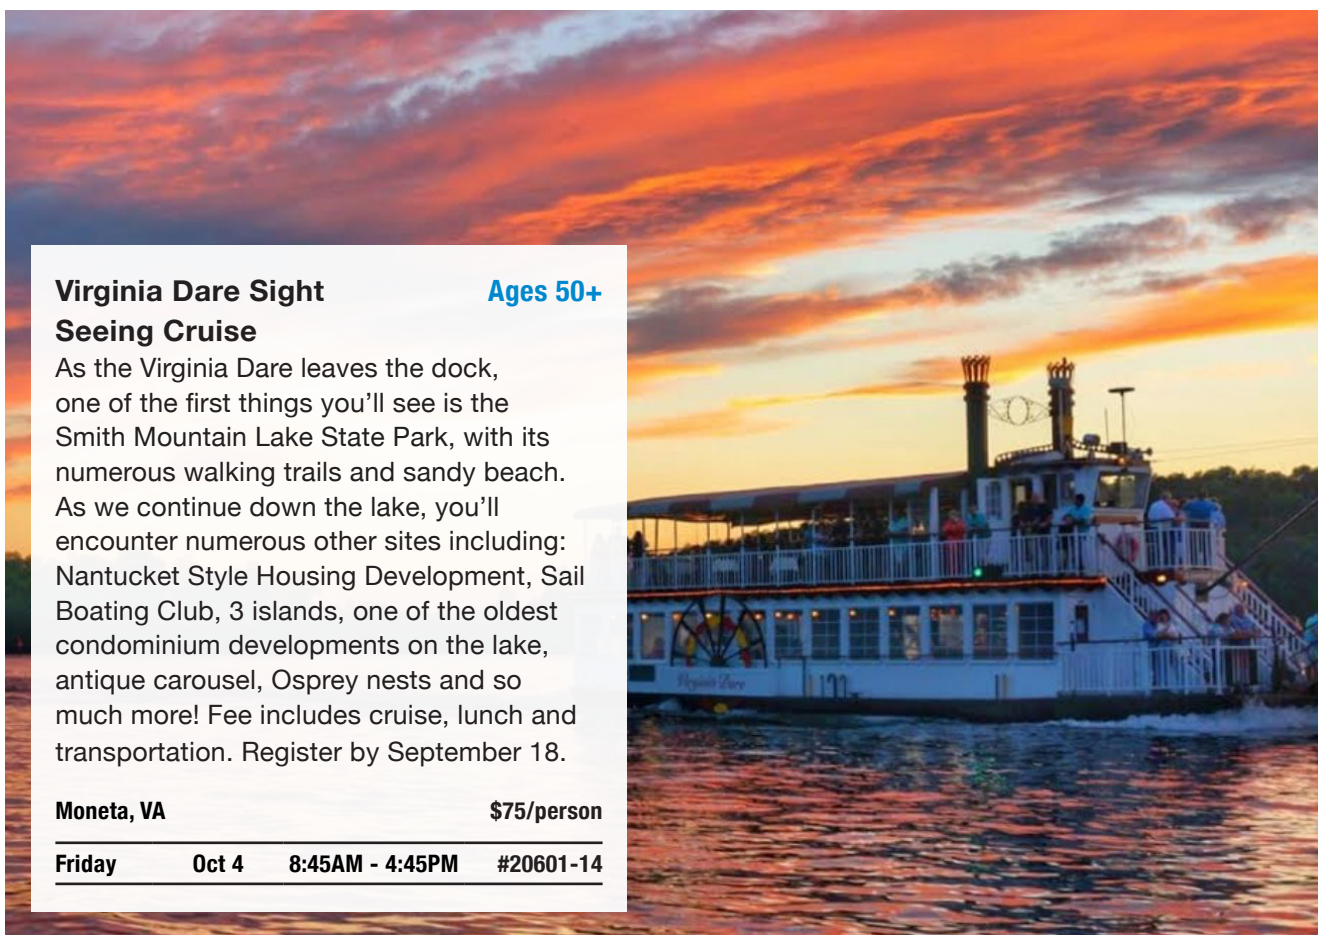 Virginia Dare Sight Ages 50+
Seeing Cruise
As the Virginia Dare leaves the dock,
one of the first things you’ll see is the
Smith Mountain Lake State Park, with its
numerous walking trails and sandy beach.
As we continue down the lake, you’ll
encounter numerous other sites including:
Nantucket Style Housing Development, Sail
Boating Club, 3 islands, one of the oldest
condominium developments on the lake,
antique carousel, Osprey nests and so
much more! Fee includes cruise, lunch and
transportation. Register by September 18.
Moneta, VA $75/person
Friday Oct 4 8:45AM - 4:45PM #20601-14
Virginia Dare